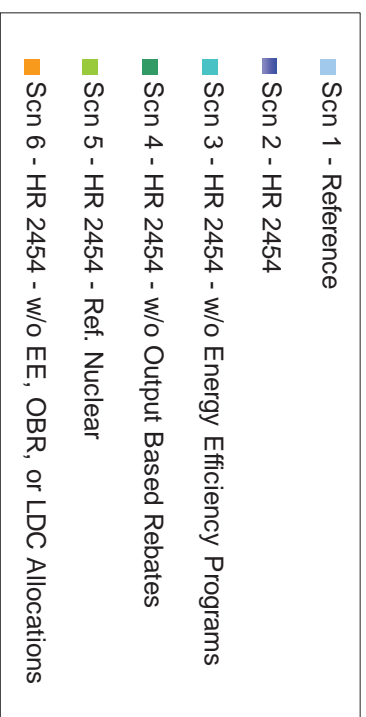 Scn 1 - Reference
Scn 2 - HR 2454
Scn 3 - HR 2454 - w/o Energy Efficiency Programs
Scn 4 - HR 2454 - w/o Output Based Rebates
Scn 5 - HR 2454 - Ref. Nuclear
Scn 6 - HR 2454 - w/o EE, OBR, or LDC Allocations